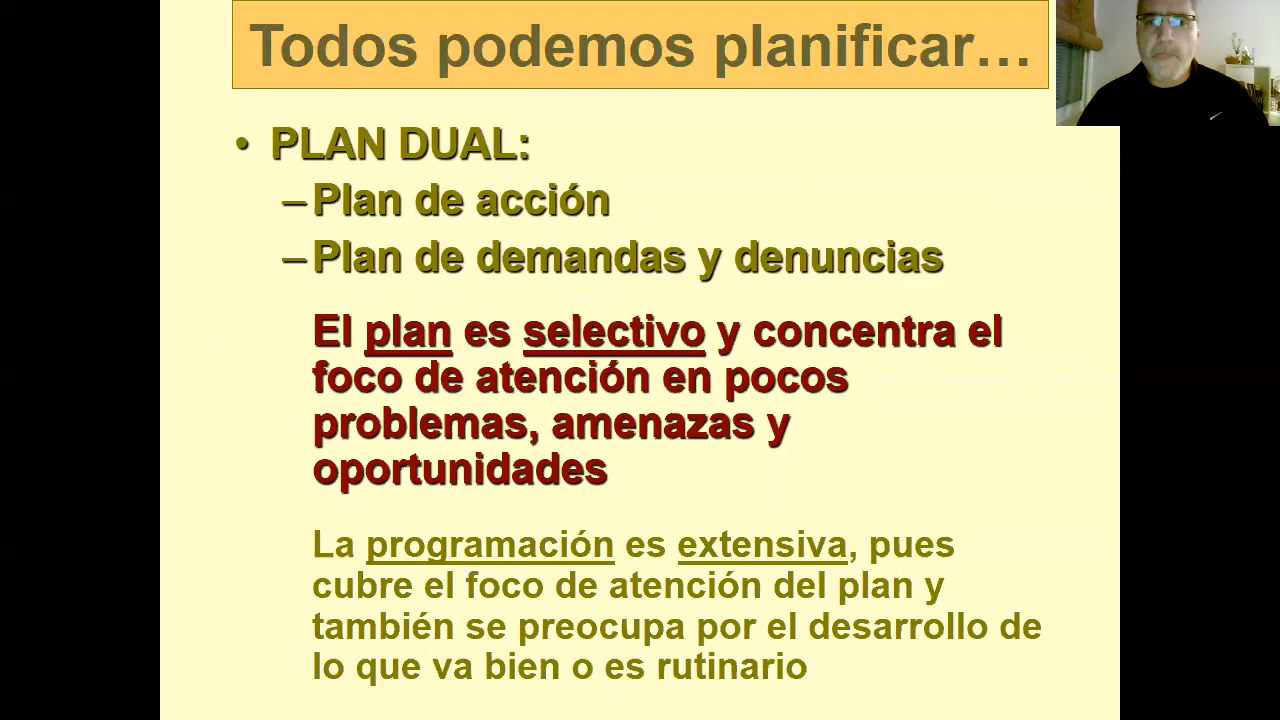 Todos podemos planificar…
• PLAN DUAL:
–Plan de acción
–Plan de demandas y denuncias
El plan es selectivo y concentra el
foco de atención en pocos
problemas, amenazas y
oportunidades
La programación es extensiva, pues
cubre el foco de atención del plan y
también se preocupa por el desarrollo de
lo que va bien o es rutinario